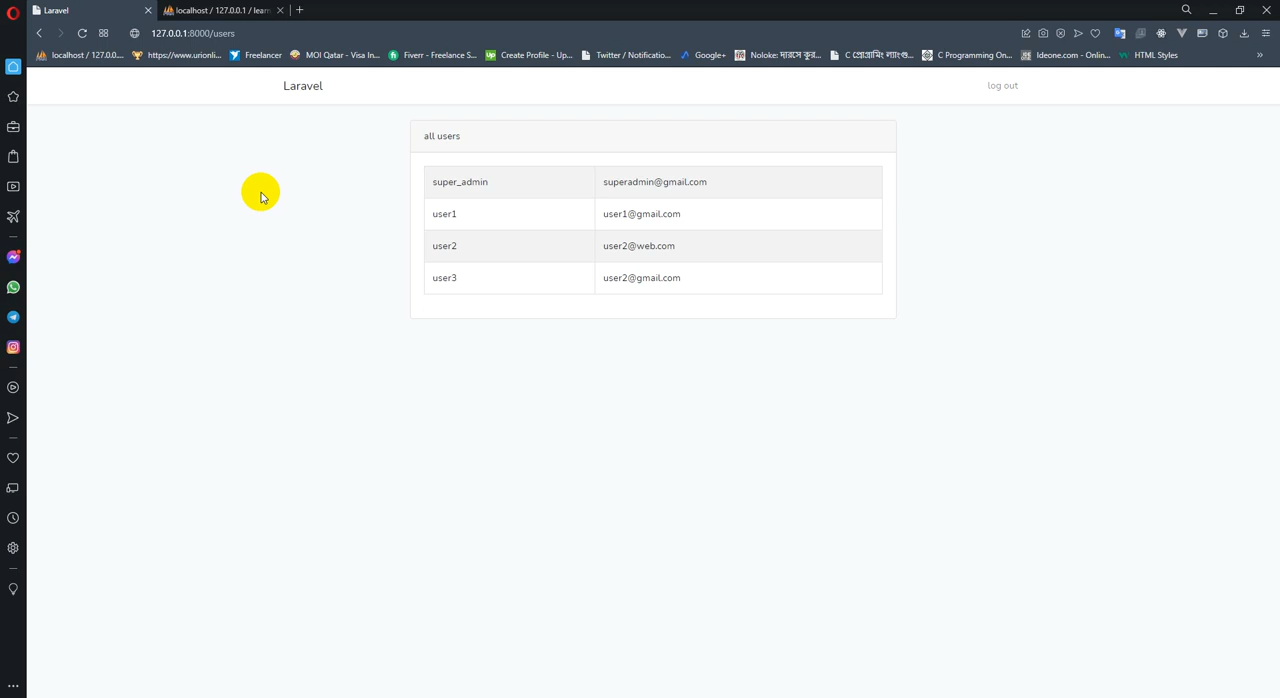 Laravel
localhost / 127.0.0.1 / learn
127.0.0.1:8000/users
localhost / 127.0.0....
https://www.urionli...
Freelancer
MOI Qatar - Visa In...
Fiverr - Freelance S...
Create Profile - Up...
Twitter / Notificatio...
Google+
Noloke: দারসে কুর...
C প্রোগ্রামিং ল্যাংগু...
C Programming On...
Ideone.com - Onlin...
HTML Styles
Laravel
log out
all users
super_admin superadmin@gmail.com
user1 user1@gmail.com
user2 user2@web.com
user3 user2@gmail.com